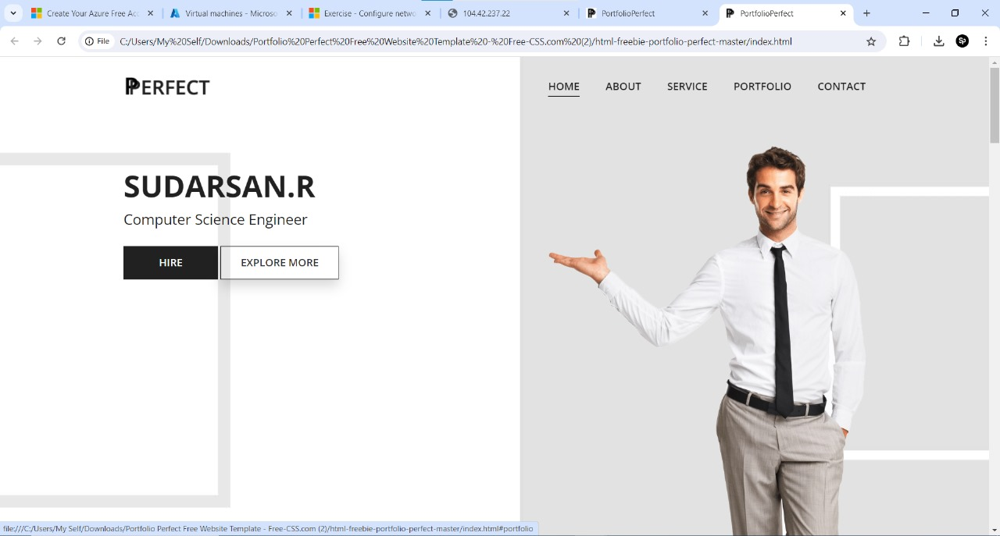 Create Your Azure Free Acc
Virtual machines - Microso
Exercise - Configure netwo
104.42.237.22
PortfolioPerfect
PortfolioPerfect
File
C:/Users/My%20Self/Downloads/Portfolio%20Perfect%20Free%20Website%20Template%20-%20Free-CSS.com%20(2)/html-freebie-portfolio-perfect-master/index.html
SP
PERFECT
HOME ABOUT SERVICE PORTFOLIO CONTACT
SUDARSAN.R
Computer Science Engineer
HIRE EXPLORE MORE
file:///C:/Users/My Self/Downloads/Portfolio Perfect Free Website Template - Free-CSS.com (2)/html-freebie-portfolio-perfect-master/index.html#portfolio